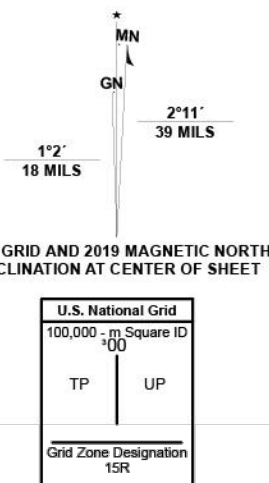 ★
MN
GN
2°11´
39 MILS
1°2´
18 MILS
GRID AND 2019 MAGNETIC NORTH
CLINATION AT CENTER OF SHEET
U.S. National Grid
100,000 - m Square ID
³00
TP UP
Grid Zone Designation
15R